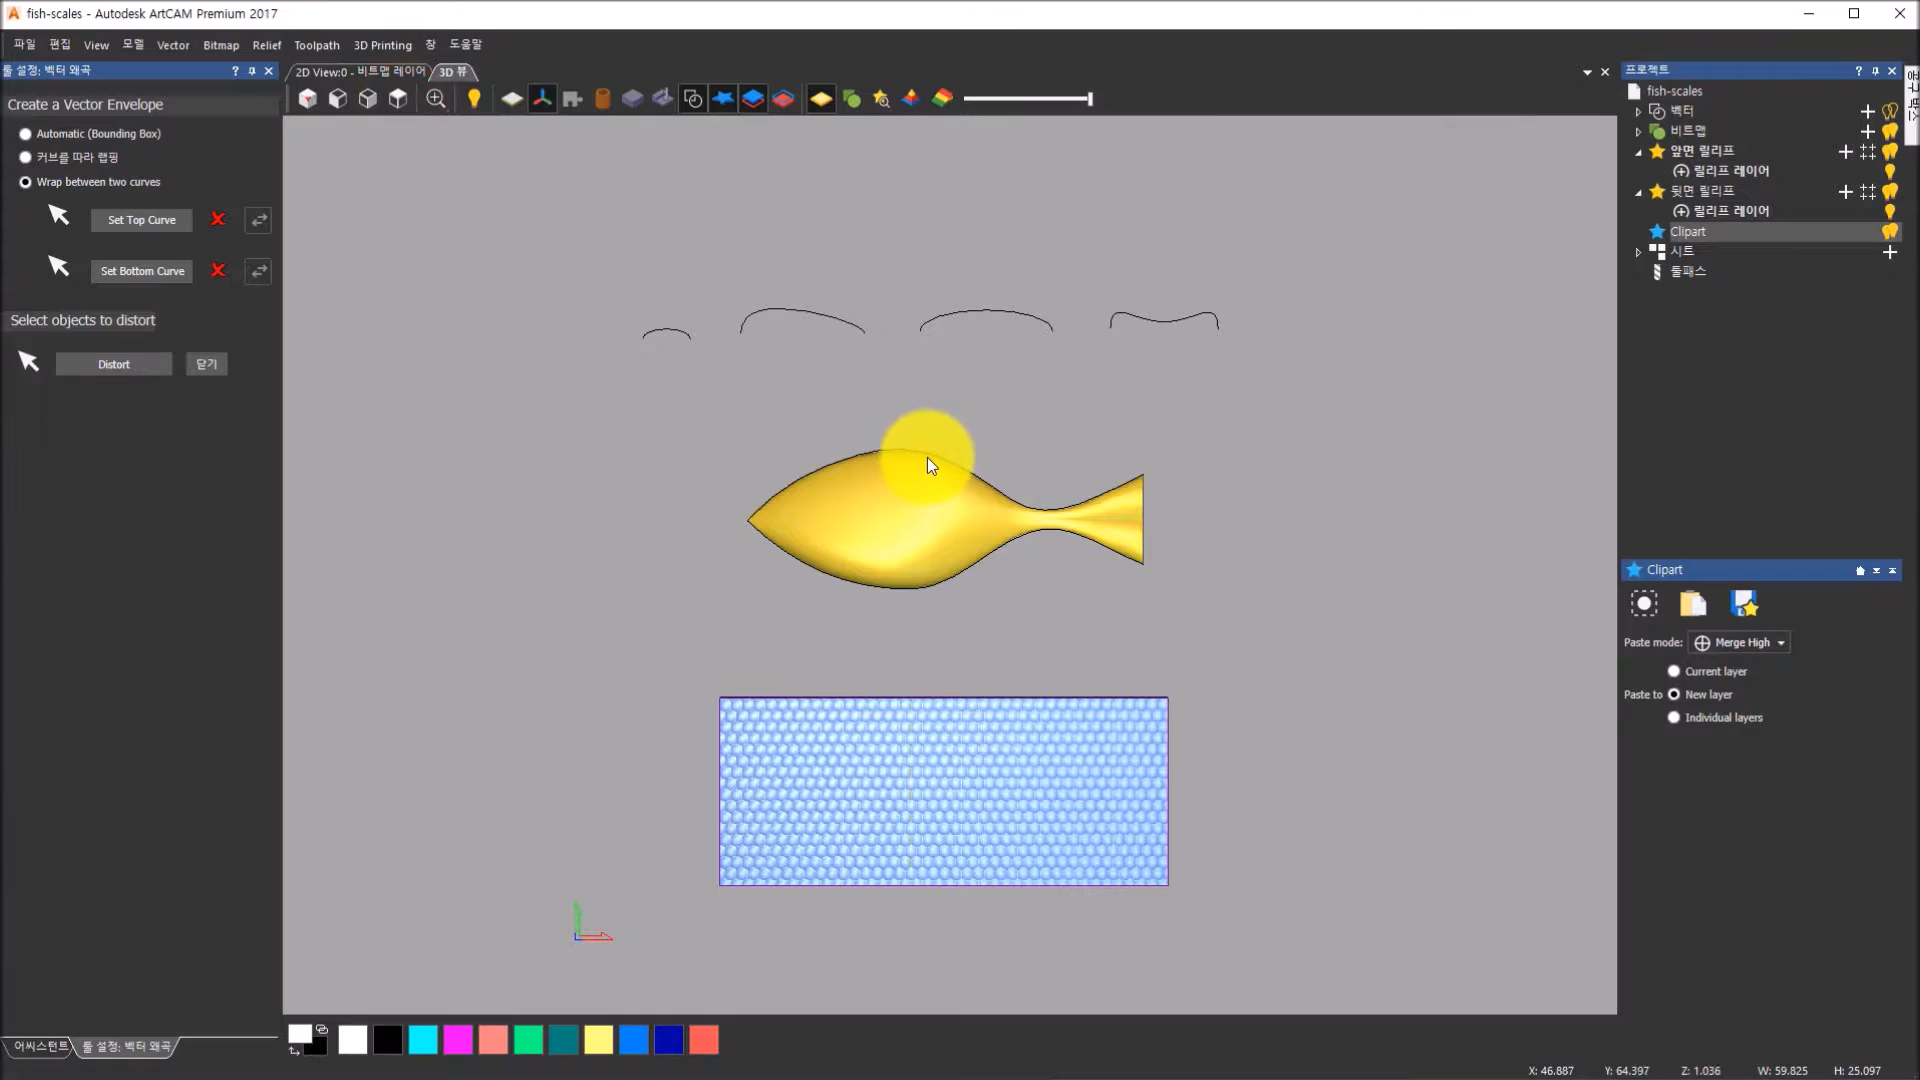 fish-scales - Autodesk ArtCAM Premium 2017
파일 편집 View 모델 Vector Bitmap Relief Toolpath 3D Printing 창 도움말
툴 설정: 벡터 왜곡 ?
2D View:0 - 비트맵 레이어 3D 뷰
프로젝트 ?
Create a Vector Envelope
Automatic (Bounding Box)
커브를 따라 랩핑
Wrap between two curves
Set Top Curve
Set Bottom Curve
Select objects to distort
Distort 닫기
fish-scales
벡터
비트맵
앞면 릴리프
릴리프 레이어
뒷면 릴리프
릴리프 레이어
Clipart
시트
툴패스
Clipart
Paste mode: Merge High
Current layer
Paste to New layer
Individual layers
어씨스턴트 툴 설정: 벡터 왜곡
X: 46.887 Y: 64.397 Z: 1.036 W: 59.825 H: 25.097